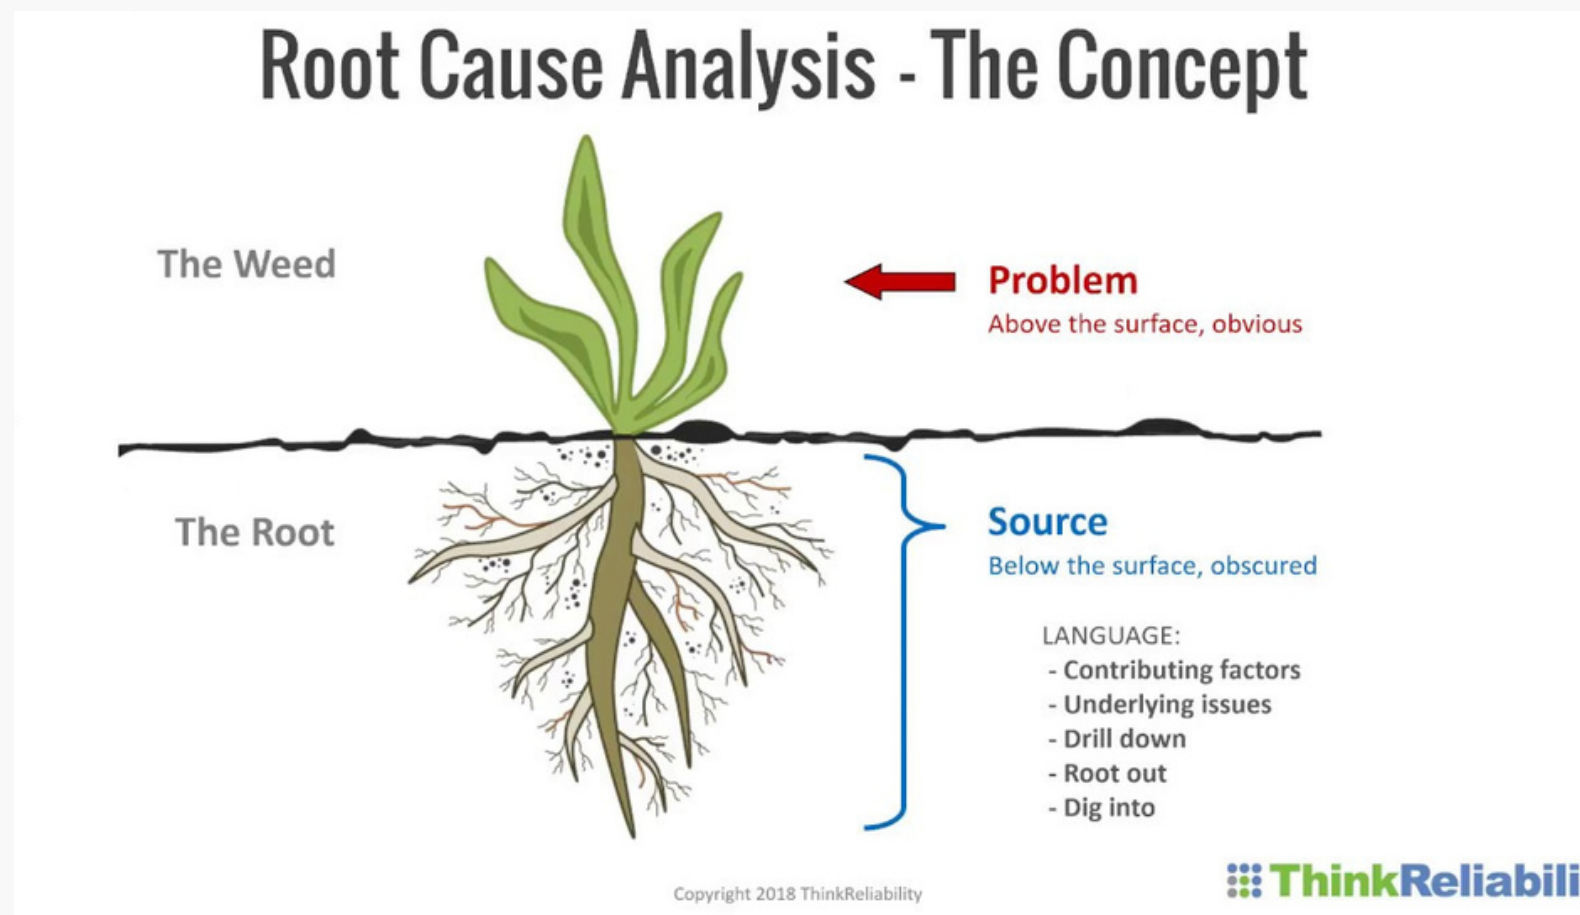 Root Cause Analysis - The Concept
The Weed
Problem
Above the surface, obvious
The Root
Source
Below the surface, obscured
LANGUAGE:
- Contributing factors
- Underlying issues
- Drill down
- Root out
- Dig into
Copyright 2018 ThinkReliability
ThinkReliabili